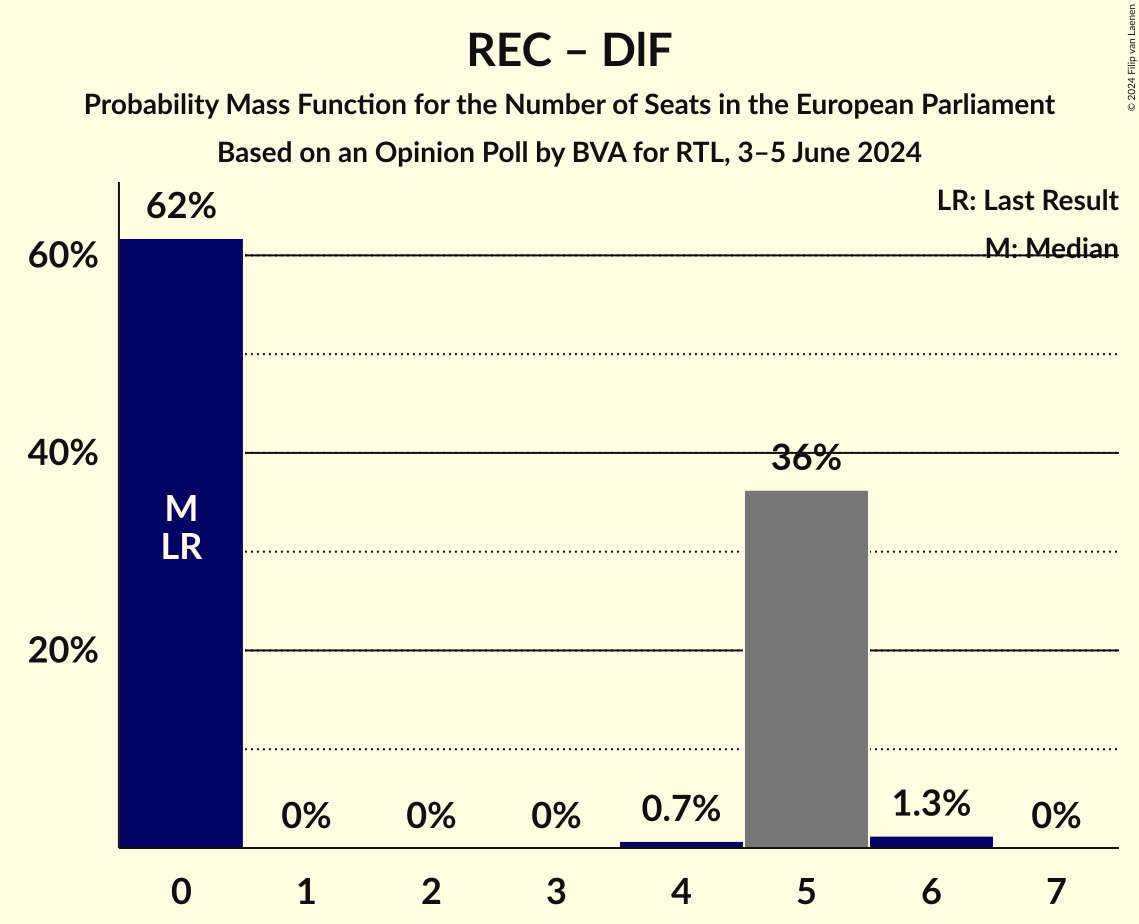 REC – DlF
Probability Mass Function for the Number of Seats in the European Parliament
Based on an Opinion Poll by BVA for RTL, 3–5 June 2024
© 2024 Filip van Laenen
LR: Last Result
M: Median
62%
60%
40%
20%
M
LR
0%
0%
0%
0.7%
36%
1.3%
0%
0
1
2
3
4
5
6
7